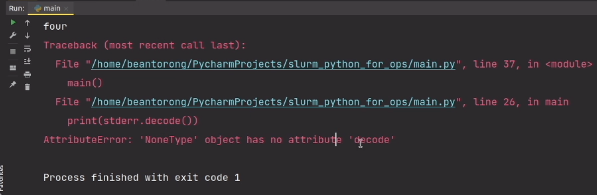 Run: main
four
Traceback (most recent call last):
File "/home/beantorong/PycharmProjects/slurm_python_for_ops/main.py", line 37, in <module>
main()
File "/home/beantorong/PycharmProjects/slurm_python_for_ops/main.py", line 26, in main
print(stderr.decode())
AttributeError: 'NoneType' object has no attribute 'decode'
Process finished with exit code 1